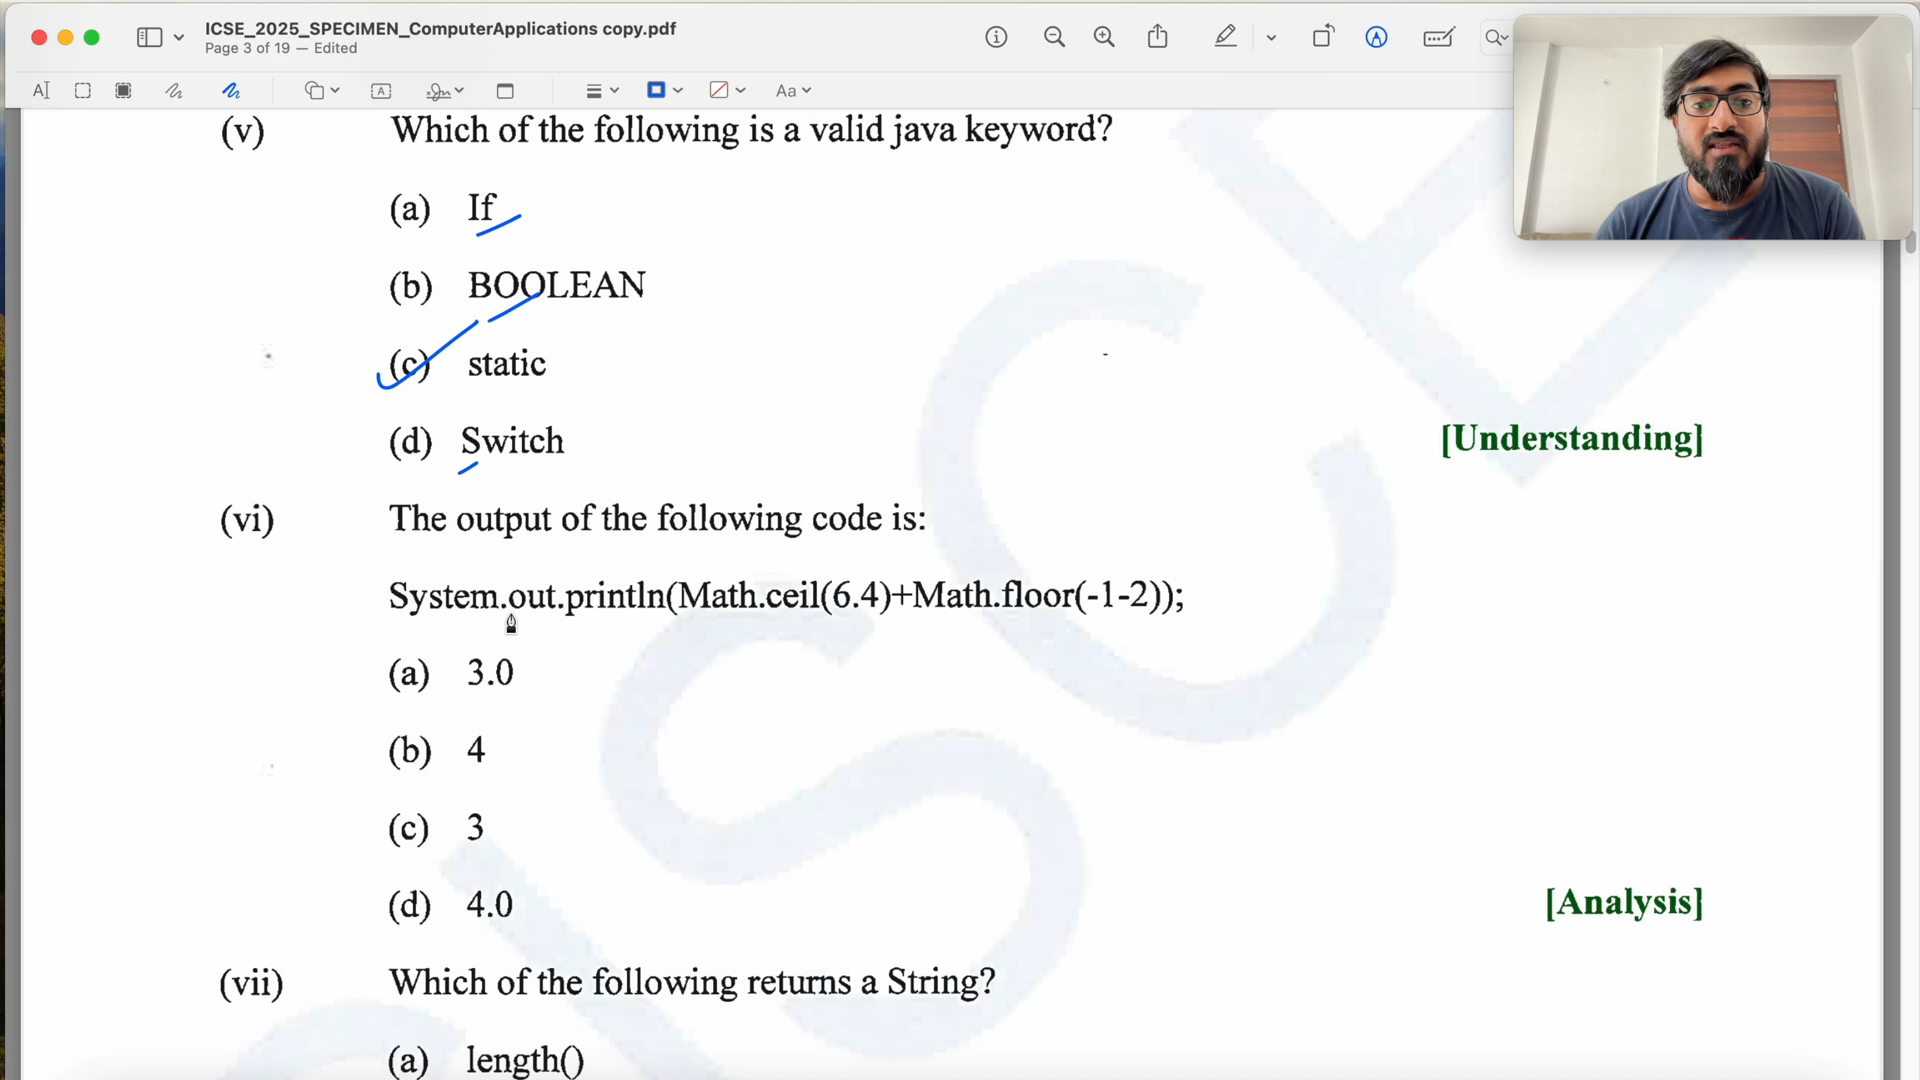 ICSE_2025_SPECIMEN_ComputerApplications copy.pdf
Page 3 of 19 — Edited
Aa
(v) Which of the following is a valid java keyword?
(a) If
(b) BOOLEAN
(c) static
(d) Switch
[Understanding]
(vi) The output of the following code is:
System.out.println(Math.ceil(6.4)+Math.floor(-1-2));
(a) 3.0
(b) 4
(c) 3
(d) 4.0
[Analysis]
(vii) Which of the following returns a String?
(a) length()